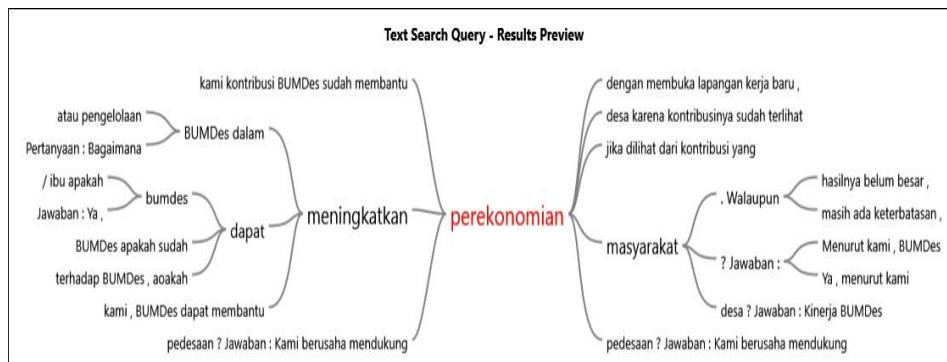 Text Search Query - Results Preview
kami kontribusi BUMDes sudah membantu
atau pengelolaan
Pertanyaan : Bagaimana
BUMDes dalam
/ ibu apakah
Jawaban : Ya ,
bumdes
BUMDes apakah sudah
terhadap BUMDes , aoakah
dapat
kami , BUMDes dapat membantu
meningkatkan
pedesaan ? Jawaban : Kami berusaha mendukung
perekonomian
dengan membuka lapangan kerja baru ,
desa karena kontribusinya sudah terlihat
jika dilihat dari kontribusi yang
masyarakat
. Walaupun
hasilnya belum besar ,
masih ada keterbatasan ,
? Jawaban :
Menurut kami , BUMDes
Ya , menurut kami
desa ? Jawaban : Kinerja BUMDes
pedesaan ? Jawaban : Kami berusaha mendukung